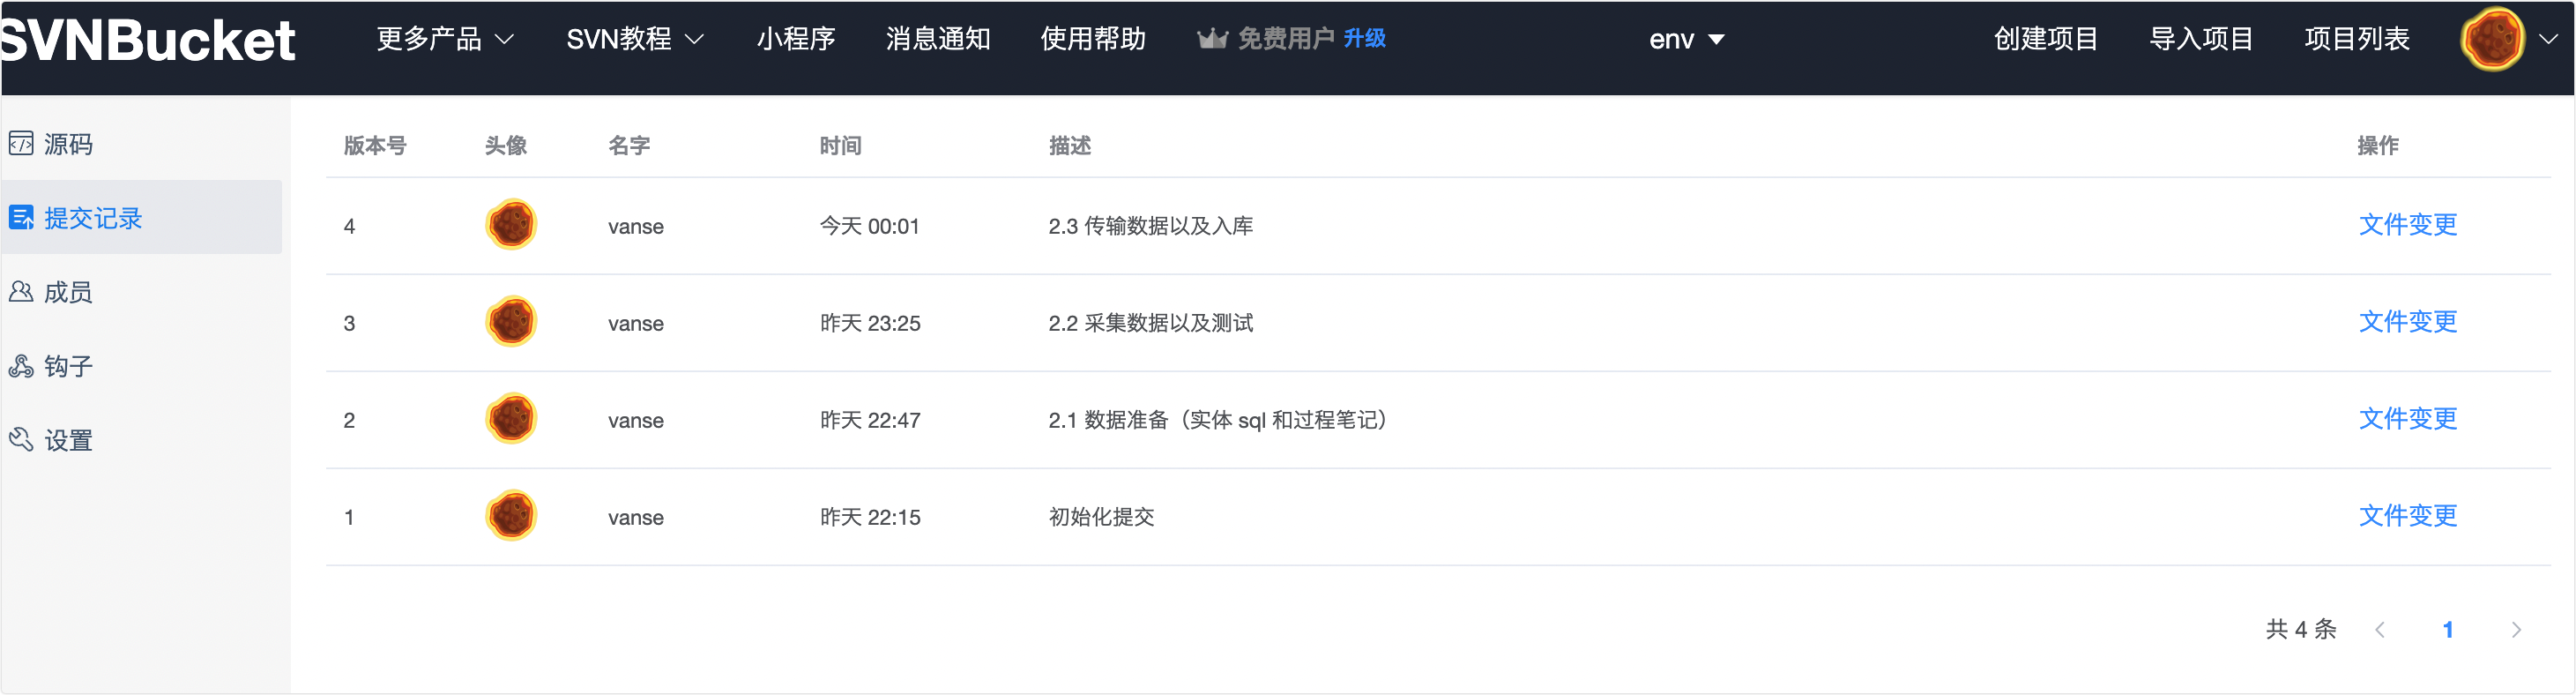 SVNBucket 更多产品 SVN教程 小程序 消息通知 使用帮助 免费用户 升级 env 创建项目 导入项目 项目列表
源码
提交记录
成员
钩子
设置
版本号 头像 名字 时间 描述 操作
4 vanse 今天 00:01 2.3 传输数据以及入库 文件变更
3 vanse 昨天 23:25 2.2 采集数据以及测试 文件变更
2 vanse 昨天 22:47 2.1 数据准备（实体 sql 和过程笔记） 文件变更
1 vanse 昨天 22:15 初始化提交 文件变更
共 4 条 1